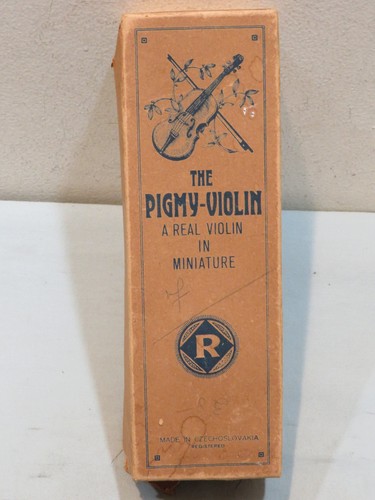 THE
PIGMY-VIOLIN
A REAL VIOLIN
IN
MINIATURE
R
MADE IN CZECHOSLOVAKIA
REGISTERED